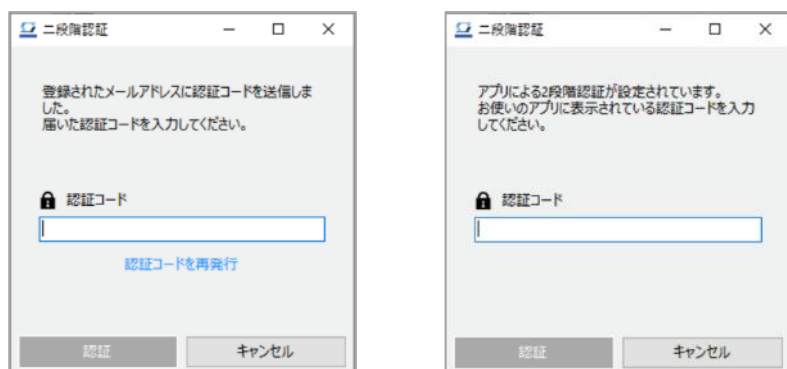 二段階認証
登録されたメールアドレスに認証コードを送信しま
した。
届いた認証コードを入力してください。
認証コード
認証コードを再発行
認証
キャンセル
二段階認証
アプリによる2段階認証が設定されています。
お使いのアプリに表示されている認証コードを入力
してください。
認証コード
認証
キャンセル